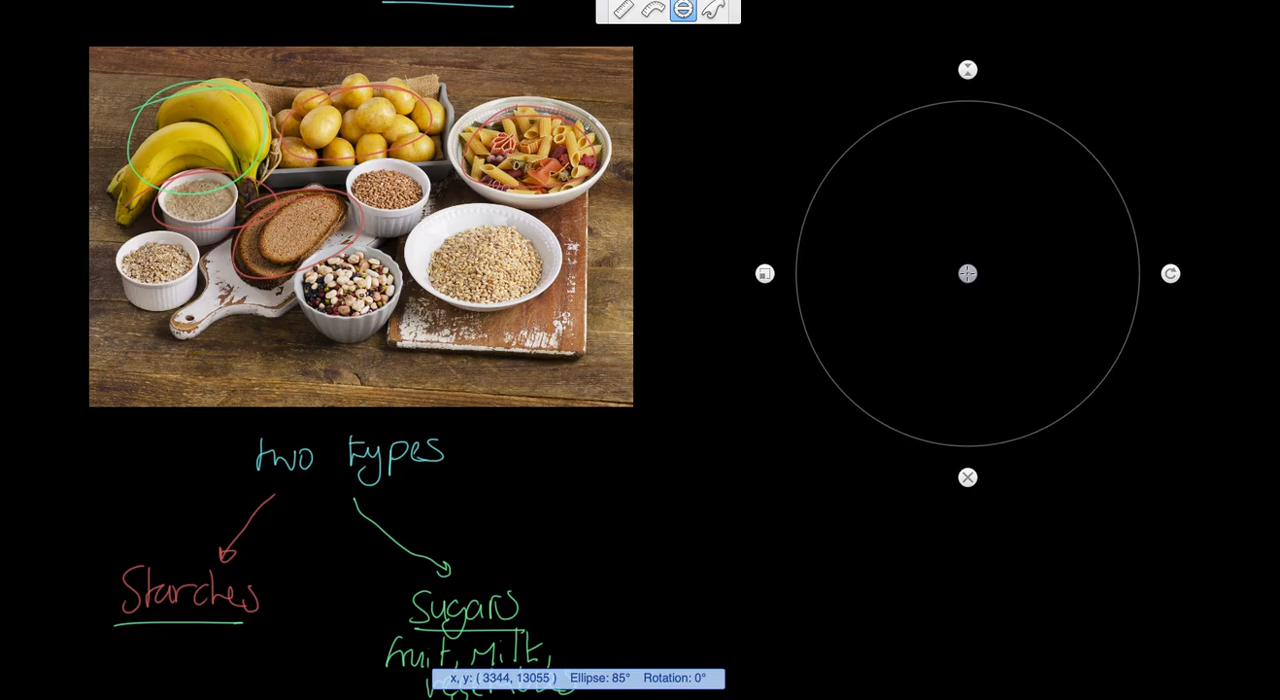 two types
Starches
Sugars
fruit, Milk,
x, y: ( 3344, 13055 ) Ellipse: 85° Rotation: 0°